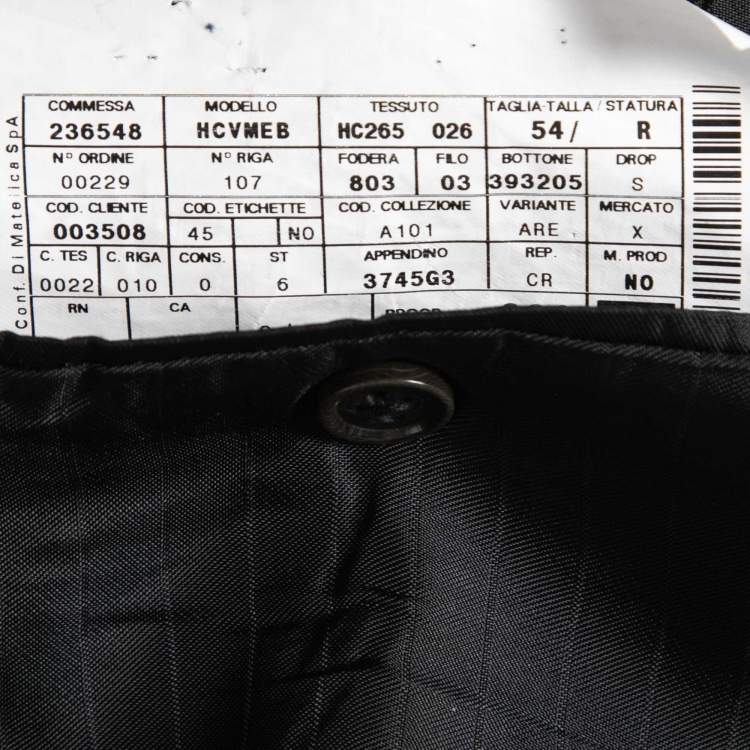 Conf. Di Matelica SpA
COMMESSA MODELLO TESSUTO TAGLIA-TALLA / STATURA
236548 HCVMEB HC265 026 54/ R
N° ORDINE N° RIGA FODERA FILO BOTTONE DROP
00229 107 803 03 393205 S
COD. CLIENTE COD. ETICHETTE COD. COLLEZIONE VARIANTE MERCATO
003508 45 NO A101 ARE X
C. TES C. RIGA CONS. ST APPENDINO REP. M. PROD
0022 010 0 6 3745G3 CR NO
RN CA